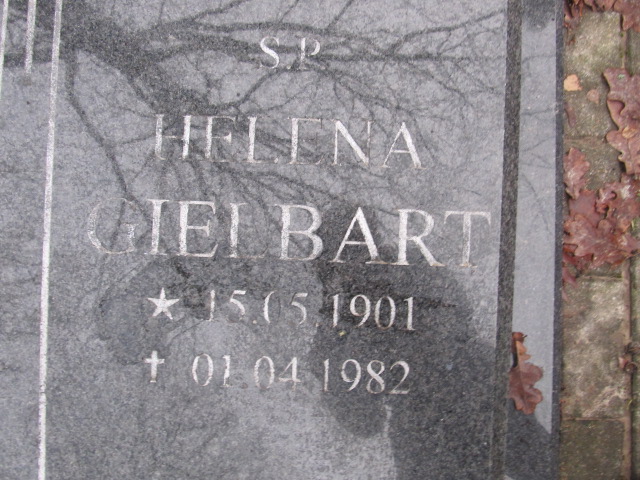 S.P.
HELENA
GIELBART
★ 15.05.1901
✝ 01.04.1982